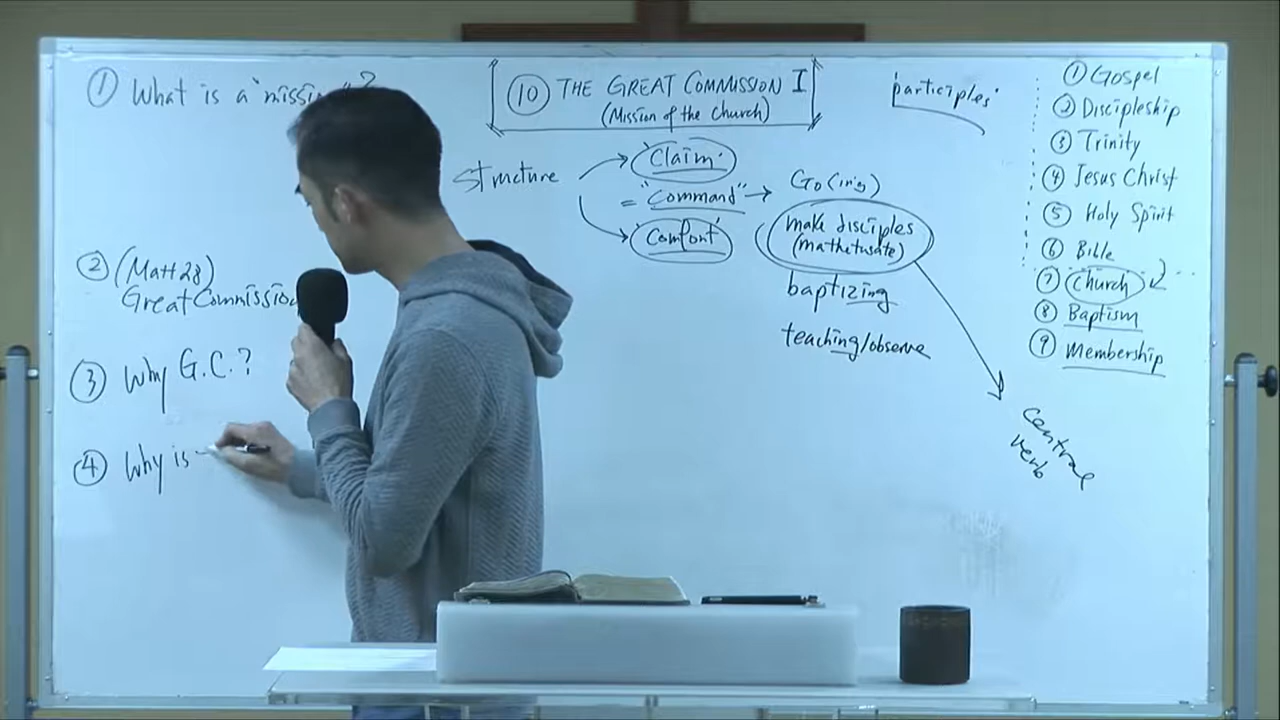 ① What is a "mission"?
② (Matt 28)
Great Commission
③ Why G.C.?
④ Why is
⑩ THE GREAT COMMISSION I
(Mission of the Church)
Structure
"Claim"
= "Command" → Go(ing)
"Comfort"
make disciples
(mathetusate)
baptizing
teaching/observe
central
verb
'participles'
① Gospel
② Discipleship
③ Trinity
④ Jesus Christ
⑤ Holy Spirit
⑥ Bible
⑦ Church
⑧ Baptism
⑨ Membership